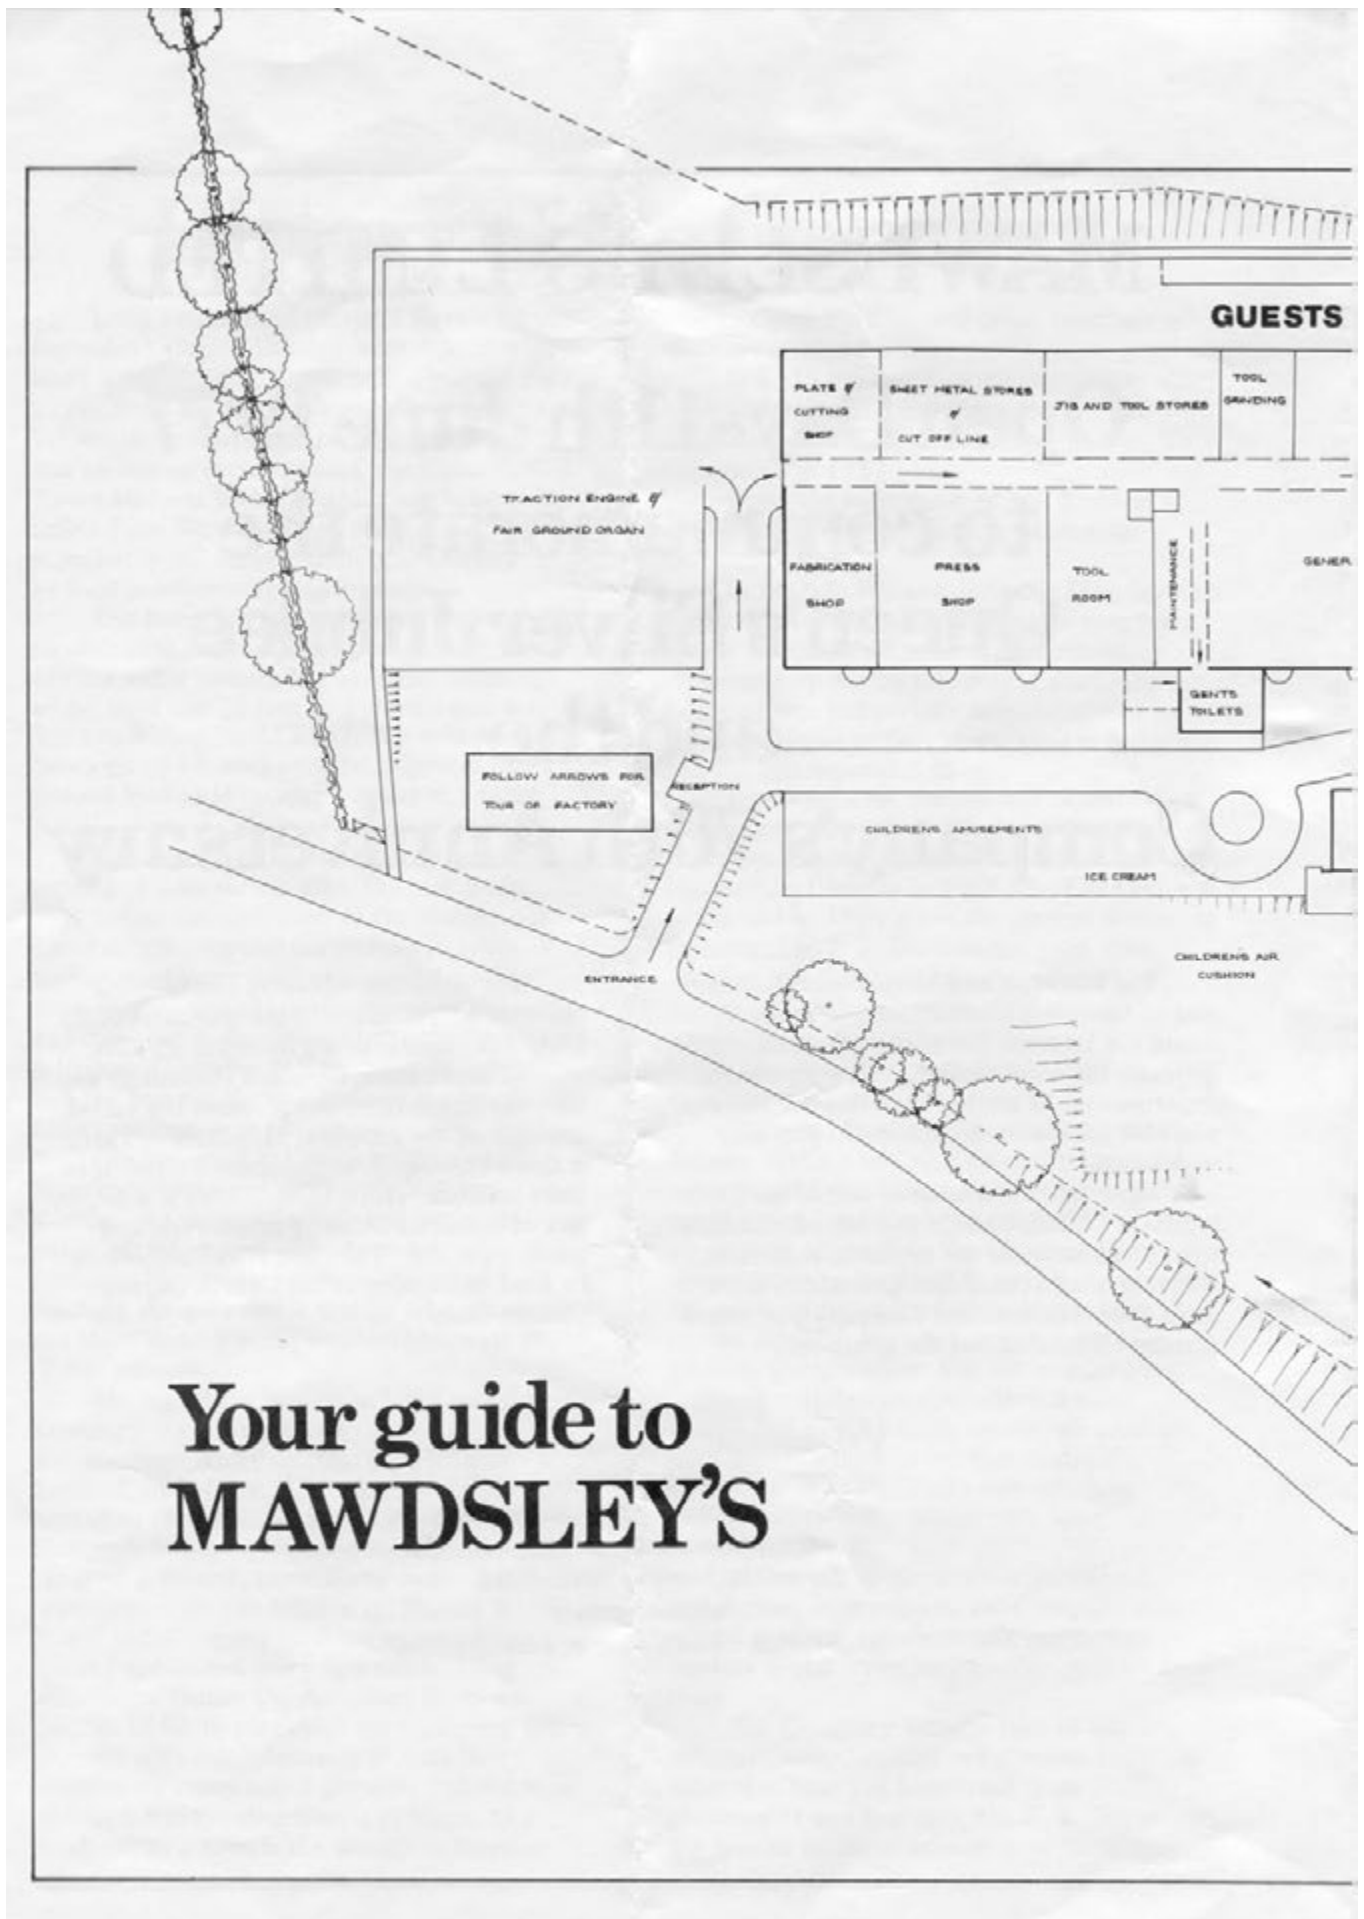 GUESTS
PLATE &
CUTTING
SHOP
SHEET METAL STORES
&
CUT OFF LINE
JIG AND TOOL STORES
TOOL
GRINDING
TRACTION ENGINE &
FAIR GROUND ORGAN
FABRICATION
SHOP
PRESS
SHOP
TOOL
ROOM
MAINTENANCE
GENER
GENTS
TOILETS
FOLLOW ARROWS FOR
TOUR OF FACTORY
RECEPTION
CHILDRENS AMUSEMENTS
ICE CREAM
ENTRANCE
CHILDREN'S AIR
CUSHION
Your guide to
MAWDSLEY'S